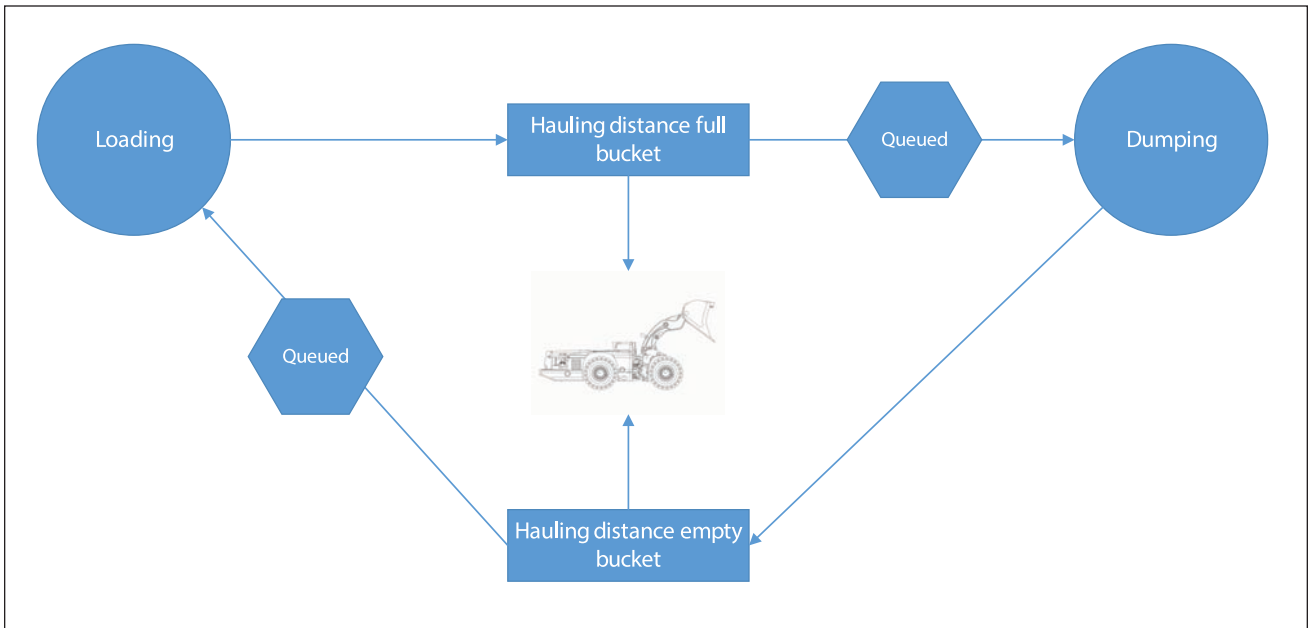 Loading
Hauling distance full
bucket
Queued
Dumping
Queued
Hauling distance empty
bucket